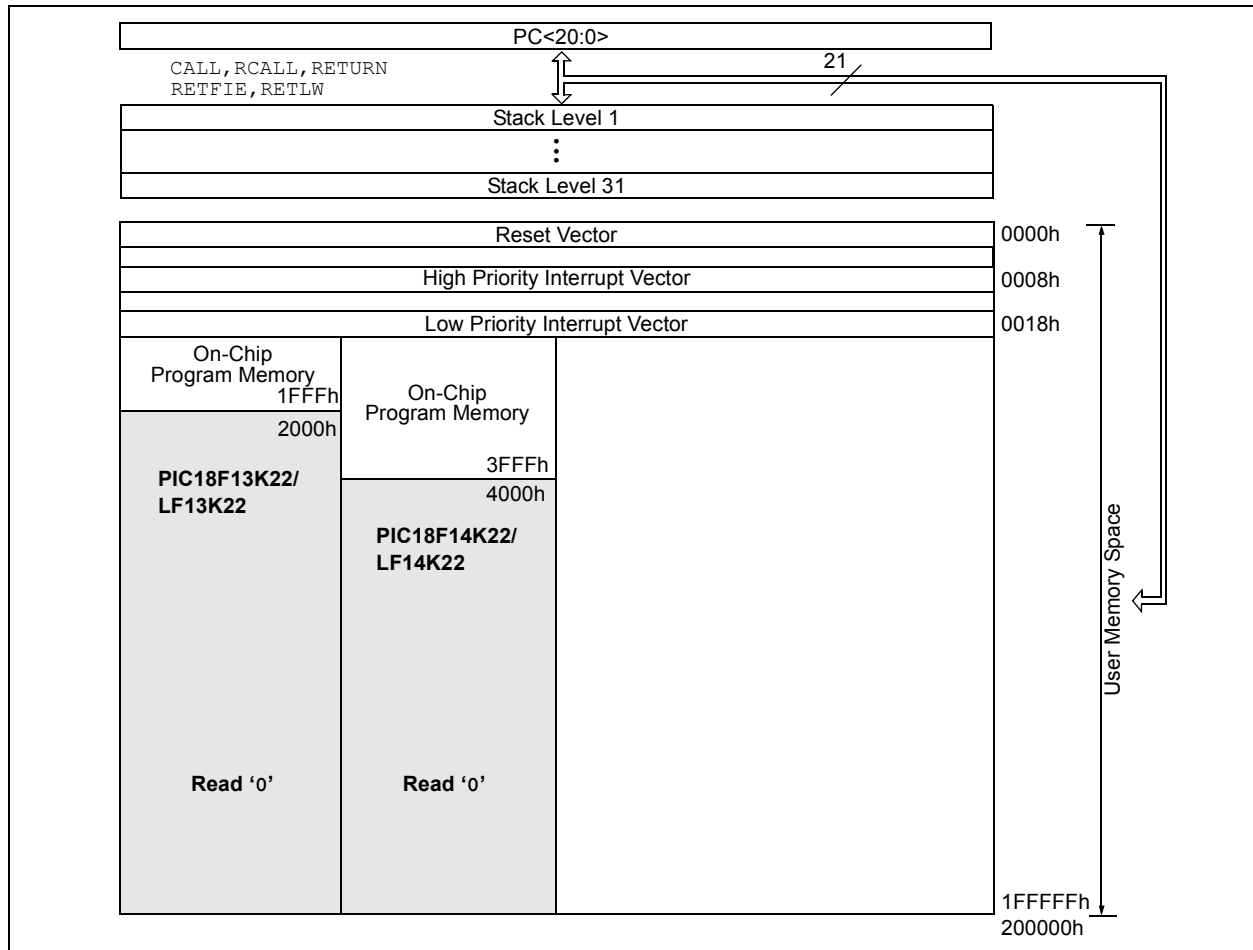 PC<20:0>
CALL,RCALL,RETURN
RETFIE,RETLW
21
Stack Level 1
Stack Level 31
Reset Vector
0000h
High Priority Interrupt Vector
0008h
Low Priority Interrupt Vector
0018h
On-Chip
Program Memory
1FFFh
2000h
PIC18F13K22/
LF13K22
Read ‘0’
On-Chip
Program Memory
3FFFh
4000h
PIC18F14K22/
LF14K22
Read ‘0’
User Memory Space
1FFFFFh
200000h